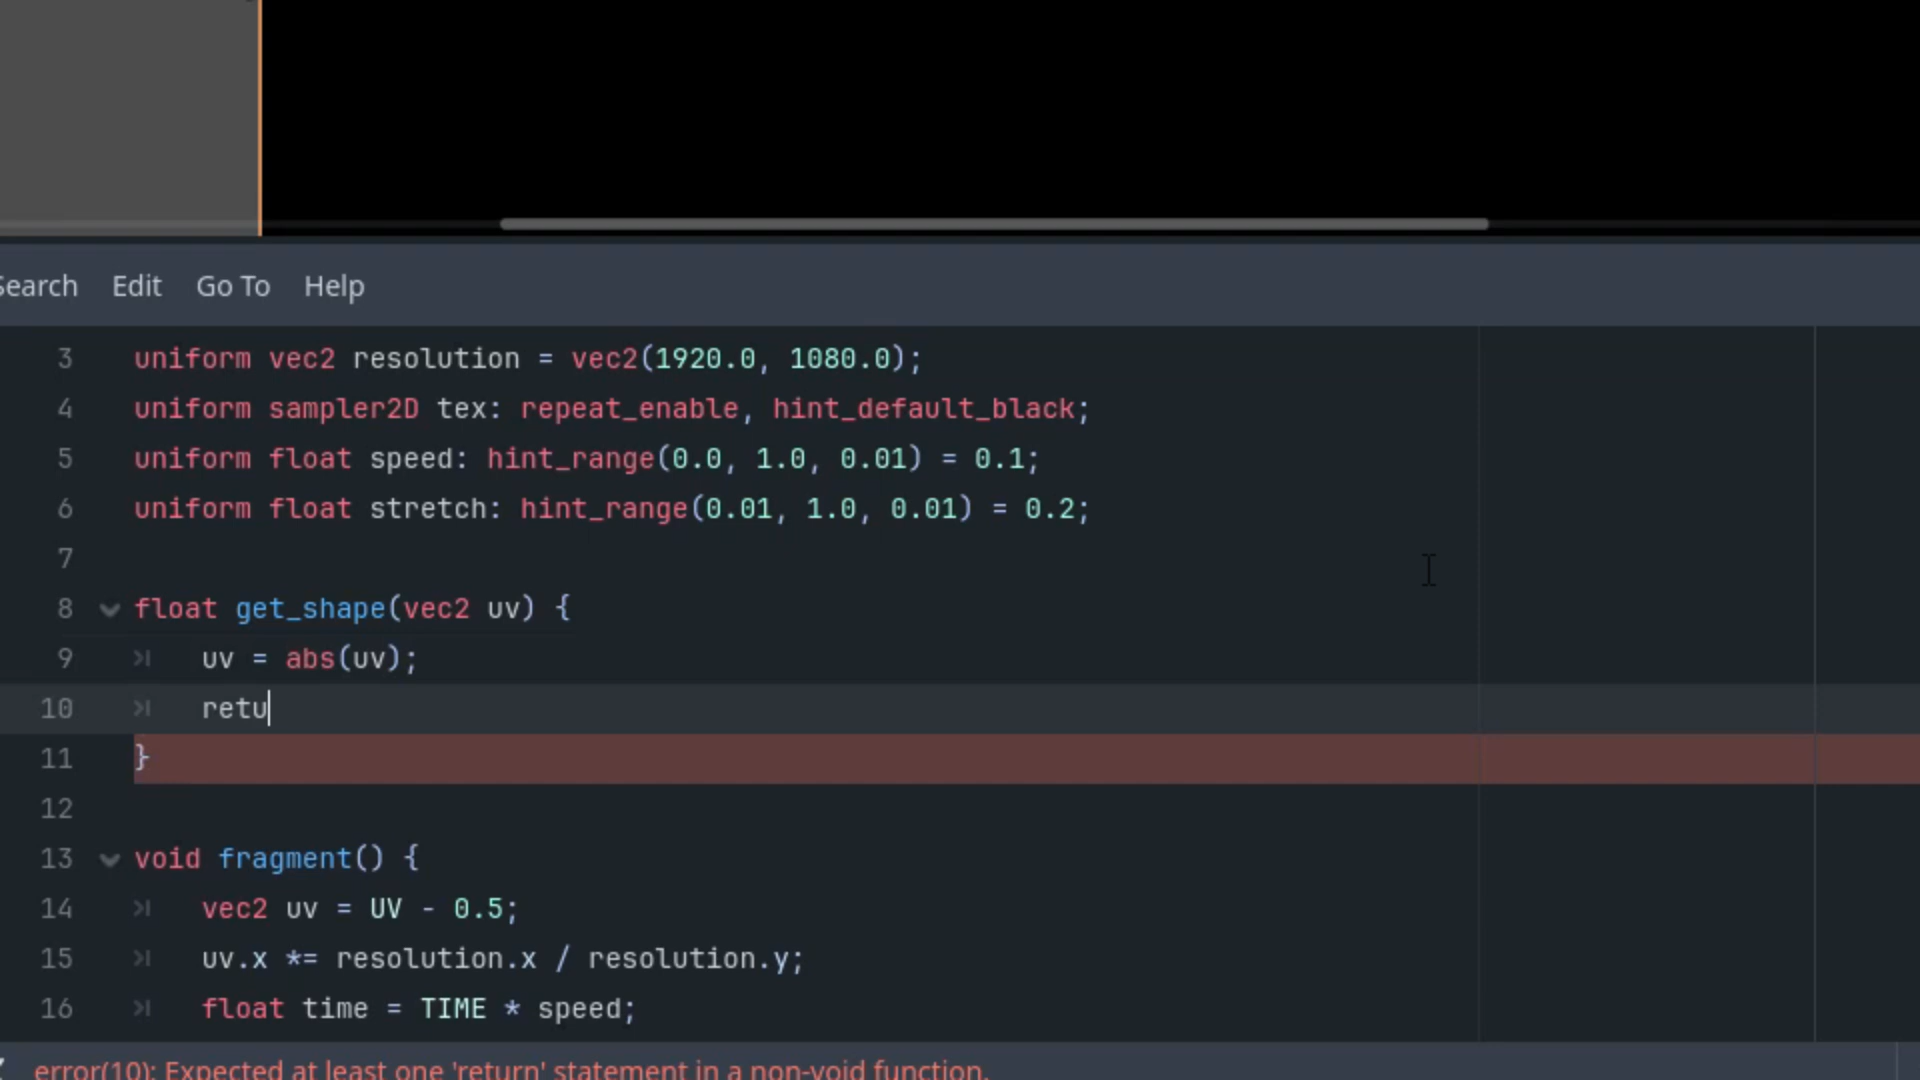 Search Edit Go To Help
3 uniform vec2 resolution = vec2(1920.0, 1080.0);
4 uniform sampler2D tex: repeat_enable, hint_default_black;
5 uniform float speed: hint_range(0.0, 1.0, 0.01) = 0.1;
6 uniform float stretch: hint_range(0.01, 1.0, 0.01) = 0.2;
7
8 float get_shape(vec2 uv) {
9 uv = abs(uv);
10 retu
11 }
12
13 void fragment() {
14 vec2 uv = UV - 0.5;
15 uv.x *= resolution.x / resolution.y;
16 float time = TIME * speed;
error(10): Expected at least one 'return' statement in a non-void function.